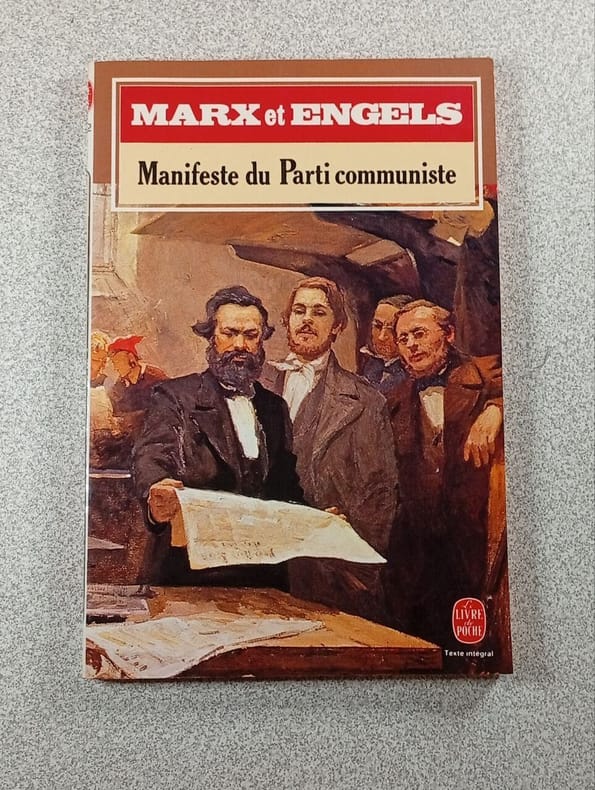 MARX et ENGELS
Manifeste du Parti communiste
Le
LIVRE
de
POCHE
Texte intégral